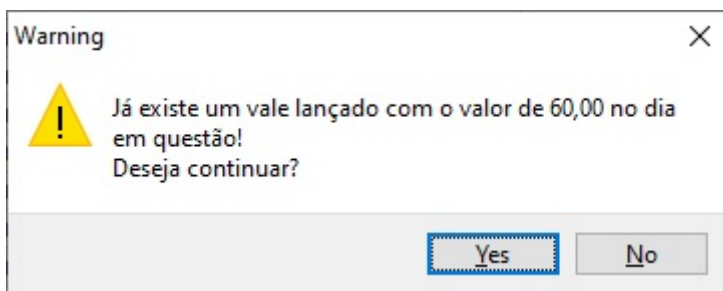 Warning
Já existe um vale lançado com o valor de 60,00 no dia
em questão!
Deseja continuar?
Yes
No